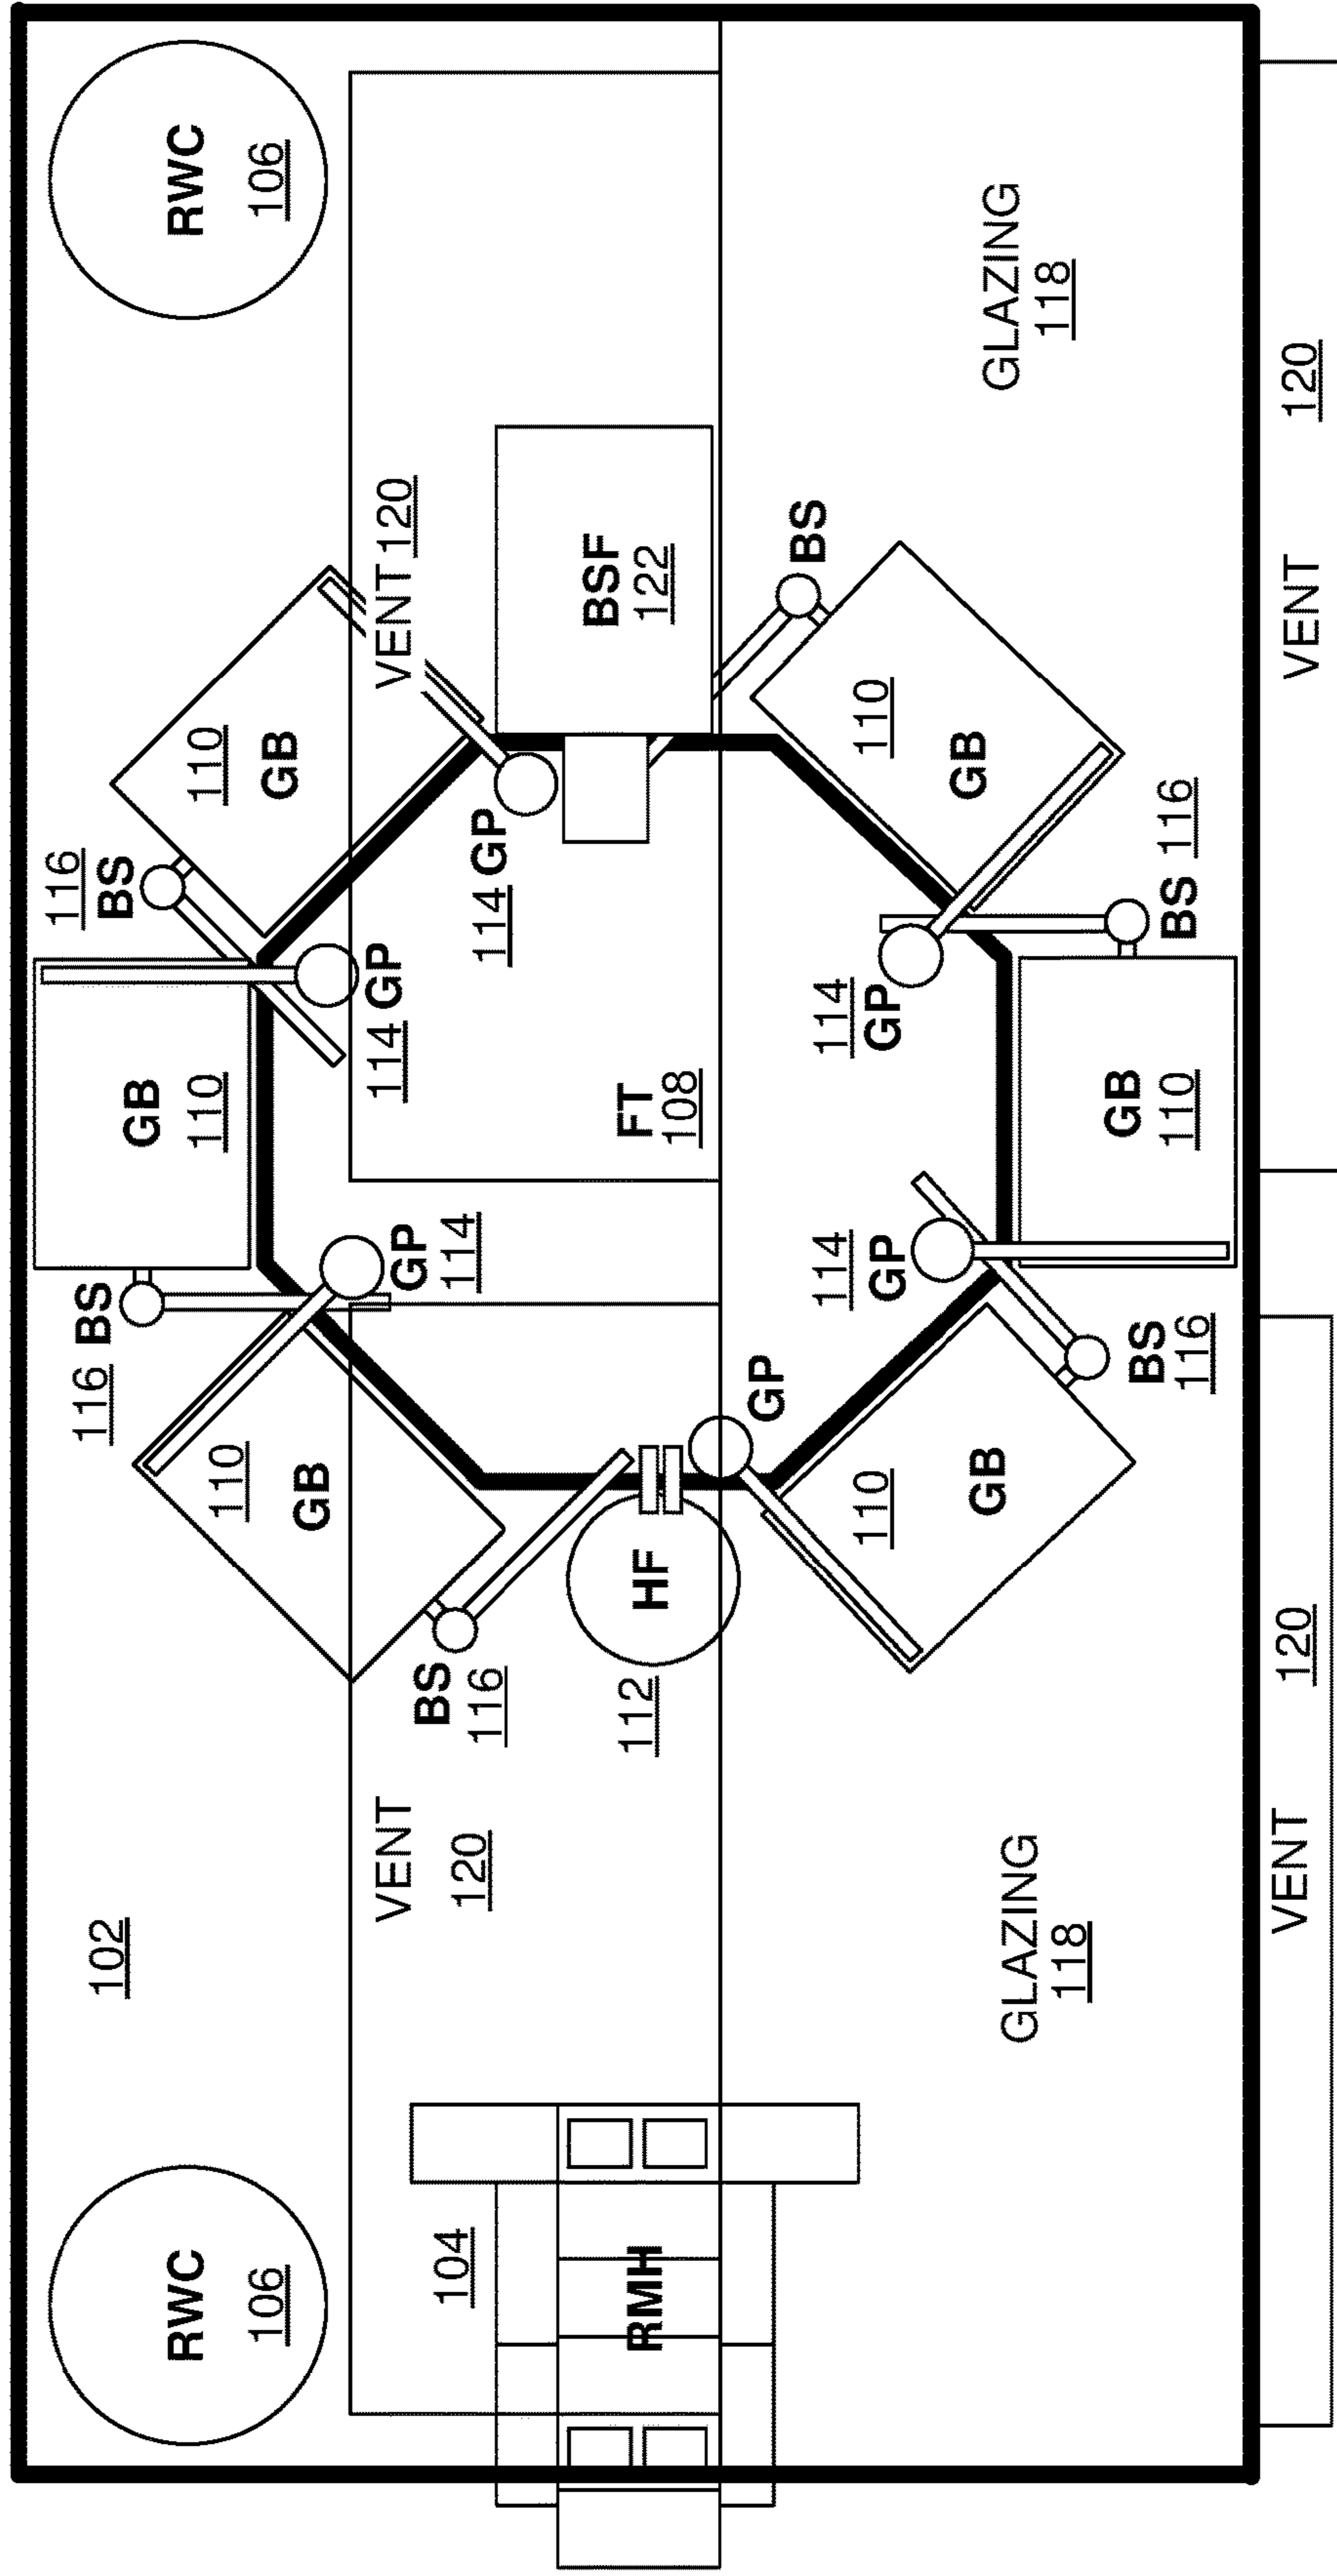 RWC
106
102
116 BS
GB
110
116
BS
110
GB
RWC
106
110
GB
GP
114
114 GP
VENT
120
VENT 120
BS
116
114 GP
104
RMH
112
HF
FT
108
BSF
122
GP
BS
114
GP
114
GP
110
GB
110
GB
GLAZING
118
GLAZING
118
GB
110
BS
116
BS 116
VENT 120
VENT 120